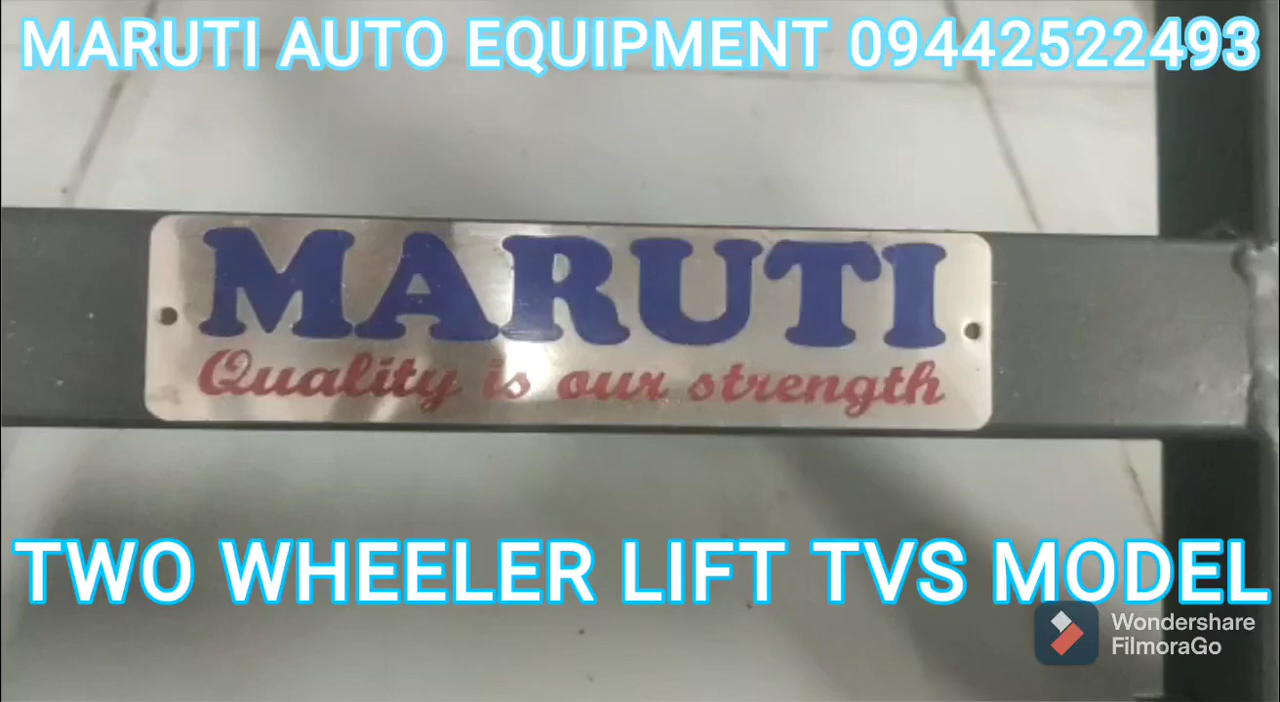 MARUTI AUTO EQUIPMENT 09442522493
MARUTI
Quality is our strength
TWO WHEELER LIFT TVS MODEL
Wondershare
FilmoraGo